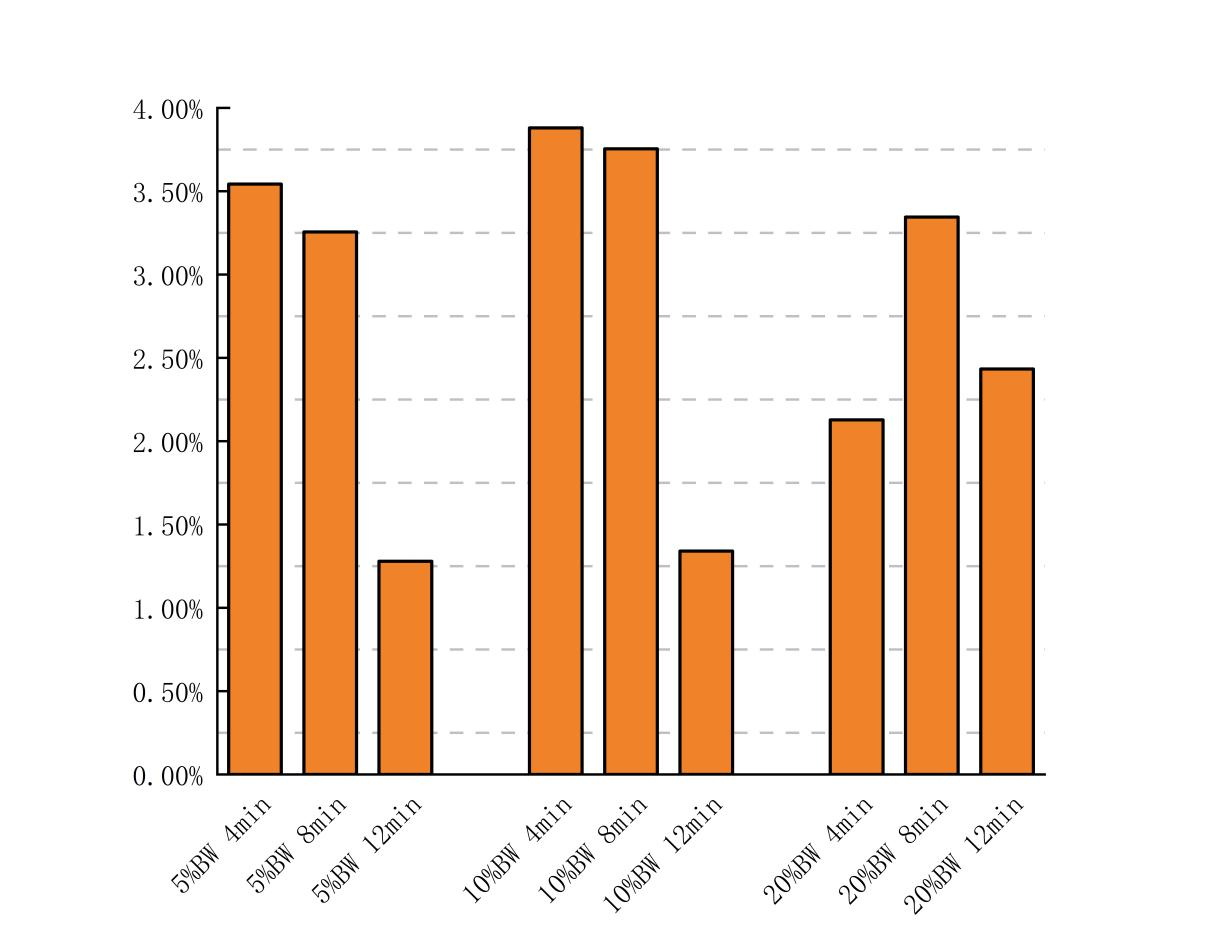 4.00%
3.50%
3.00%
2.50%
2.00%
1.50%
1.00%
0.50%
0.00%
5%BW 4min
5%BW 8min
5%BW 12min
10%BW 4min
10%BW 8min
10%BW 12min
20%BW 4min
20%BW 8min
20%BW 12min